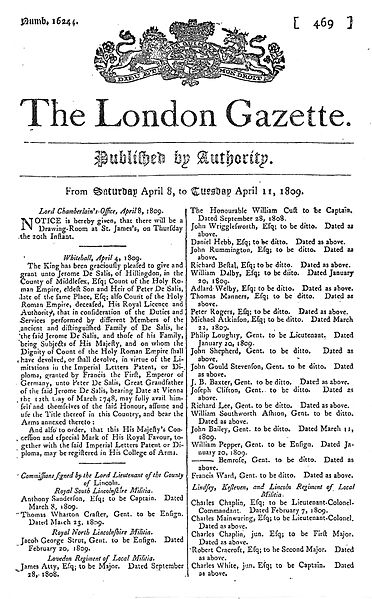 Numb. 16244.
[ 469 ]
DIEU ET MON DROIT
The London Gazette.
Published by Authority.
From Saturday April 8, to Tuesday April 11, 1809.
Lord Chamberlain's Office, April 8, 1809.
NOTICE is hereby given, that there will be a
Drawing-Room at St. James's, on Thursday
the 20th Instant.
Whitehall, April 4, 1809.
The King has been graciously pleased to give and
grant unto Jerome De Salis, of Hillingdon, in the
County of Middlesex, Esq; Count of the Holy Ro-
man Empire, eldest Son and Heir of Peter De Salis,
late of the same Place, Esq; also Count of the Holy
Roman Empire, deceased, His Royal Licence and
Authority, that in consideration of the Duties and
Services performed by different Members of the
ancient and distinguished Family of De Salis, he
the said Jerome De Salis, and those of his Family,
being Subjects of His Majesty, and on whom the
Dignity of Count of the Holy Roman Empire shall
have devolved, or shall devolve, in virtue of the Li-
mitations in the Imperial Letters Patent, or Di-
ploma, granted by Francis the First, Emperor of
Germany, unto Peter De Salis, Great Grandfather
of the said Jerome De Salis, bearing Date at Vienna
the 12th Day of March 1748, may fully avail him-
self and themselves of the said Honour, assume and
use the Title thereof in this Country, and bear the
Arms annexed thereto:
And also to order, that this His Majesty's Con-
cession and especial Mark of His Royal Favour, to-
gether with the said Imperial Letters Patent or Di-
ploma, may be registered in His College of Arms.
Commissions signed by the Lord Lieutenant of the County
of Lincoln.
Royal South Lincolnshire Militia.
Anthony Sanderson, Esq; to be Captain. Dated
March 8, 1809.
Thomas Wharton Crafter, Gent. to be Ensign.
Dated March 23, 1809.
Royal North Lincolnshire Militia.
Jacob George Strut, Gent. to be Ensign. Dated
February 20, 1809.
Loveden Regiment of Local Militia.
James Atty, Esq; to be Major. Dated September
28, 1808.
The Honourable William Cust to be Captain.
Dated September 28, 1808.
John Wrigglesworth, Esq; to be ditto. Dated as
above.
Daniel Hebb, Esq; to be ditto. Dated as above.
John Rummington, Esq; to be ditto. Dated as
above.
Richard Bestal, Esq; to be ditto. Dated as above.
William Dalby, Esq; to be ditto. Dated January
20, 1809.
Adlard Welby, Esq; to be ditto. Dated as above.
Thomas Manners, Esq; to be ditto. Dated as
above.
Peter Rogers, Esq; to be ditto. Dated as above.
Michael Atkinson, Esq; to be ditto. Dated March
22, 1809.
Philip Loughty, Gent. to be Lieutenant. Dated
January 20, 1809.
John Shepherd, Gent. to be ditto. Dated as
above.
John Gould Stevenson, Gent. to be ditto. Dated
as above.
J. B. Baxter, Gent. to be ditto. Dated as above.
Joseph Clifton, Gent. to be ditto. Dated as
above.
Richard Lee, Gent. to be ditto. Dated as above.
William Southworth Ashton, Gent. to be ditto.
Dated as above.
John Bailey, Gent. to be ditto. Dated March 12,
1809.
William Pepper, Gent. to be Ensign. Dated Ja-
nuary 20, 1809.
—— Bemrose, Gent. to be ditto. Dated as
above.
Francis Ward, Gent. to be ditto. Dated as above.
Lindsey, Kesteven, and Lincoln Regiment of Local
Militia.
Charles Chaplin, Esq; to be Lieutenant-Colonel-
Commandant. Dated February 7, 1809.
Charles Mainwaring, Esq; to be Lieutenant-Colonel.
Dated as above.
Charles Chaplin, jun. Esq; to be First Major.
Dated as above.
Robert Cracroft, Esq; to be Second Major. Dated
as above.
Charles White, jun. Esq; to be Captain. Dated
as above.